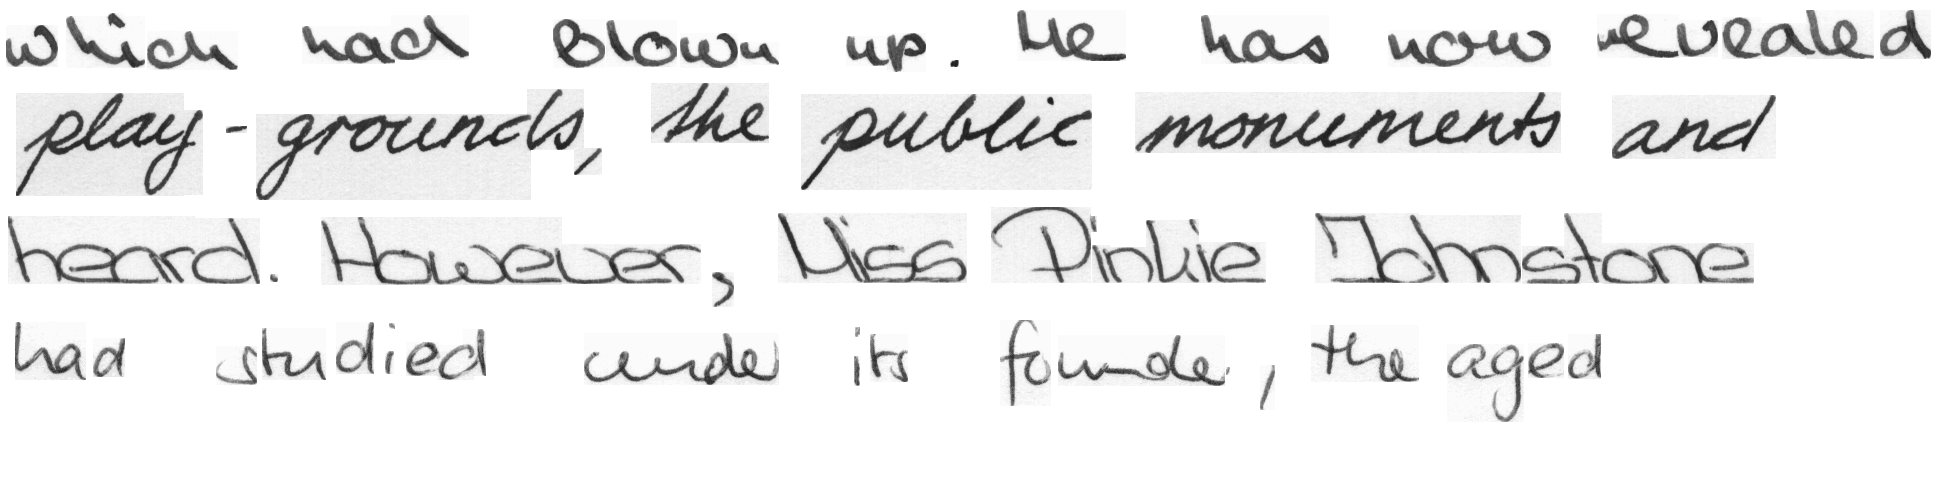 which had blown up. He has now revealed
play-grounds, the public monuments and
heard. However, Miss Pinkie Johnstone
had studied under its founder, the aged